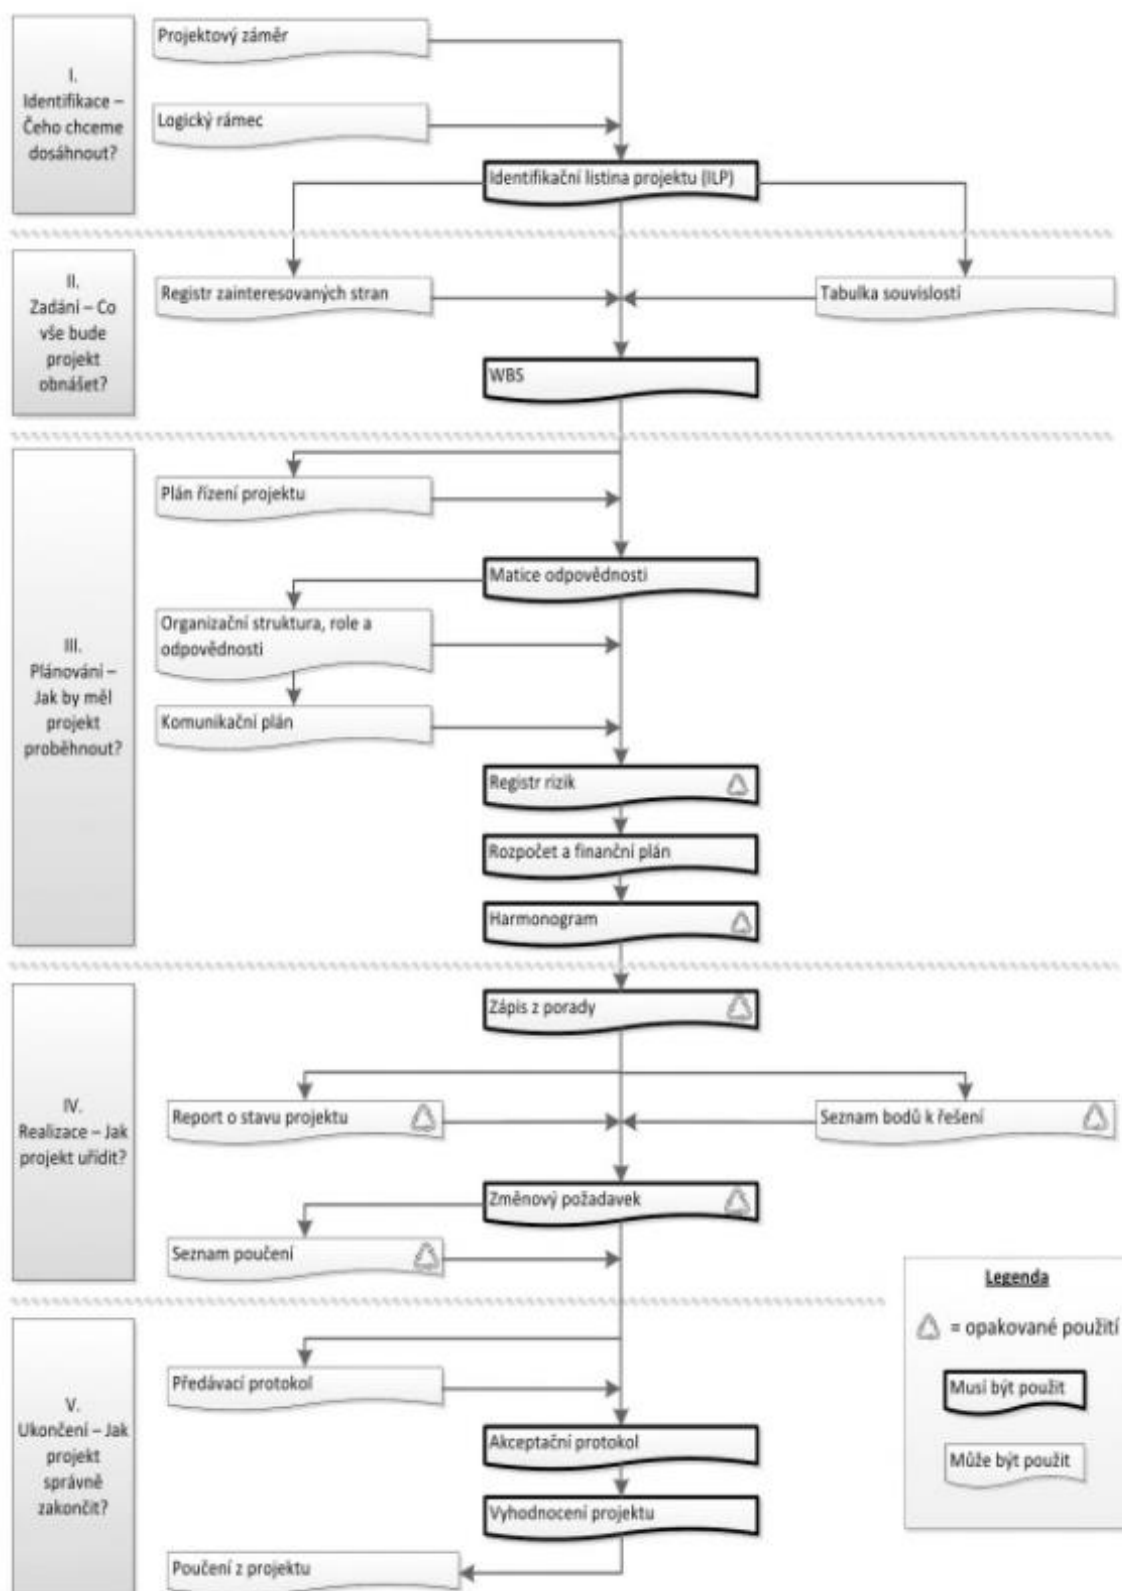 I.
Identifikace –
Čeho chceme
dosáhnout?
Projektový záměr
Logický rámec
Identifikační listina projektu (ILP)
II.
Zadání – Co
vše bude
projekt
obnášet?
Registr zainteresovaných stran
Tabulka souvislostí
WBS
III.
Plánování –
Jak by měl
projekt
proběhnout?
Plán řízení projektu
Matice odpovědnosti
Organizační struktura, role a
odpovědnosti
Komunikační plán
Registr rizik
Rozpočet a finanční plán
Harmonogram
IV.
Realizace – Jak
projekt uřídit?
Zápis z porady
Report o stavu projektu
Seznam bodů k řešení
Změnový požadavek
Seznam poučení
V.
Ukončení – Jak
projekt
správně
zakončit?
Předávací protokol
Akceptační protokol
Vyhodnocení projektu
Poučení z projektu
Legenda
= opakované použití
Musí být použit
Může být použit